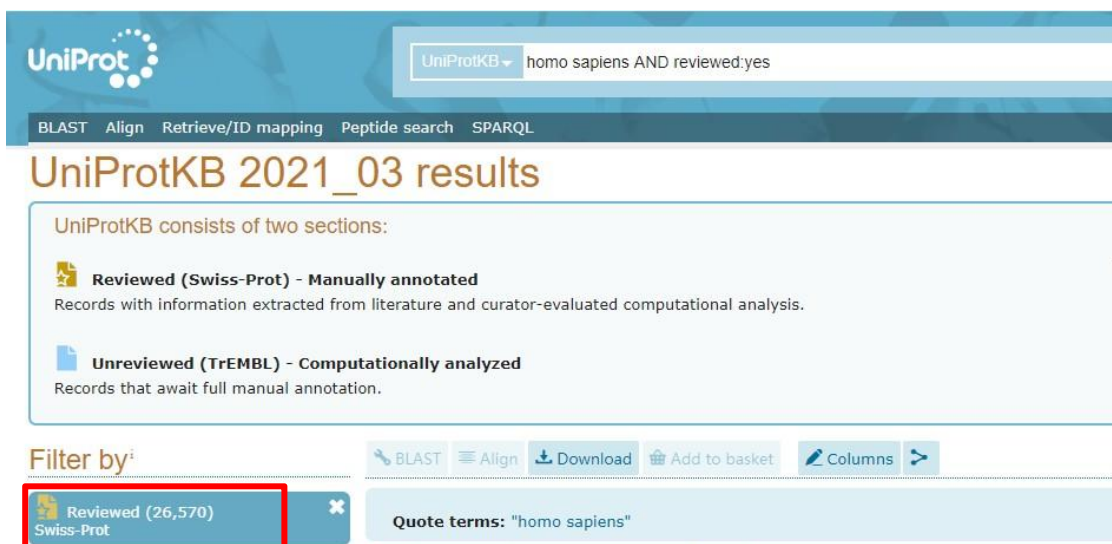 UniProt
UniProtKB
homo sapiens AND reviewed:yes
BLAST Align Retrieve/ID mapping Peptide search SPARQL
UniProtKB 2021_03 results
UniProtKB consists of two sections:
Reviewed (Swiss-Prot) - Manually annotated
Records with information extracted from literature and curator-evaluated computational analysis.
Unreviewed (TrEMBL) - Computationally analyzed
Records that await full manual annotation.
Filter by i
BLAST Align Download Add to basket Columns
Reviewed (26,570)
Swiss-Prot
Quote terms: "homo sapiens"